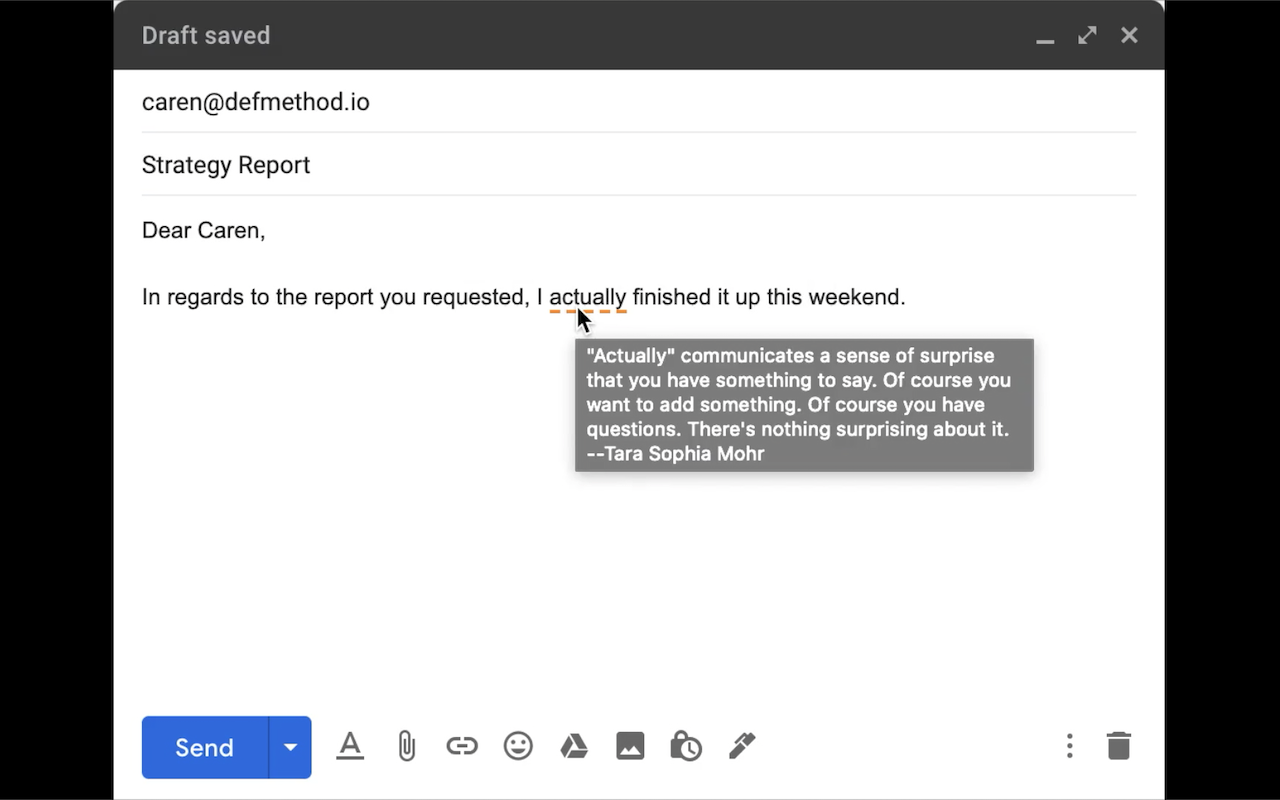 Draft saved
caren@defmethod.io
Strategy Report
Dear Caren,
In regards to the report you requested, I actually finished it up this weekend.
"Actually" communicates a sense of surprise
that you have something to say. Of course you
want to add something. Of course you have
questions. There's nothing surprising about it.
--Tara Sophia Mohr
Send